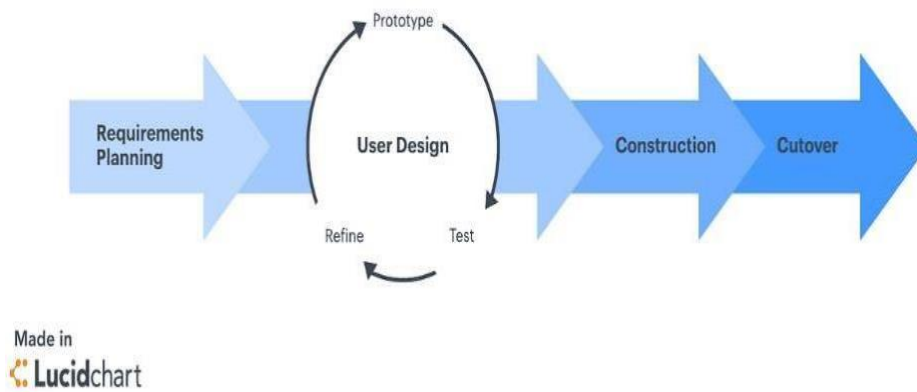 Prototype
Requirements
Planning
User Design
Construction
Cutover
Refine
Test
Made in
Lucidchart